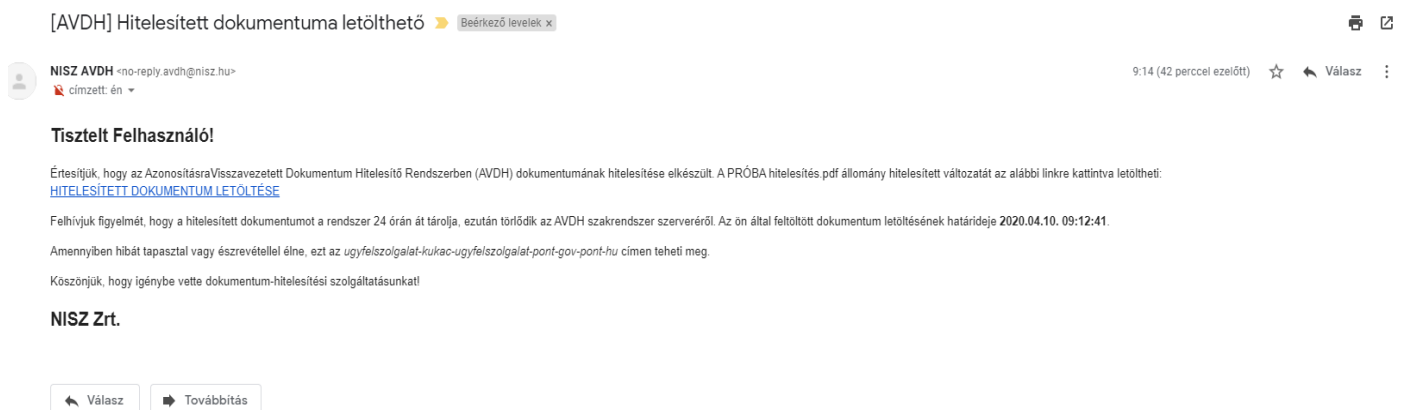 [AVDH] Hitelesített dokumentuma letölthető Beérkező levelek x
NISZ AVDH <no-reply.avdh@nisz.hu> 9:14 (42 perccel ezelőtt) Válasz
címzett: én
Tisztelt Felhasználó!
Értesítjük, hogy az AzonosításraVisszavezetett Dokumentum Hitelesítő Rendszerben (AVDH) dokumentumának hitelesítése elkészült. A PRÓBA hitelesítés.pdf állomány hitelesített változatát az alábbi linkre kattintva letöltheti:
HITELESÍTETT DOKUMENTUM LETÖLTÉSE
Felhívjuk figyelmét, hogy a hitelesített dokumentumot a rendszer 24 órán át tárolja, ezután törlődik az AVDH szakrendszer szerveréről. Az ön által feltöltött dokumentum letöltésének határideje 2020.04.10. 09:12:41.
Amennyiben hibát tapasztal vagy észrevétellel élne, ezt az ugyfelszolgalat-kukac-ugyfelszolgalat-pont-gov-pont-hu címen teheti meg.
Köszönjük, hogy igénybe vette dokumentum-hitelesítési szolgáltatásunkat!
NISZ Zrt.
Válasz Továbbítás